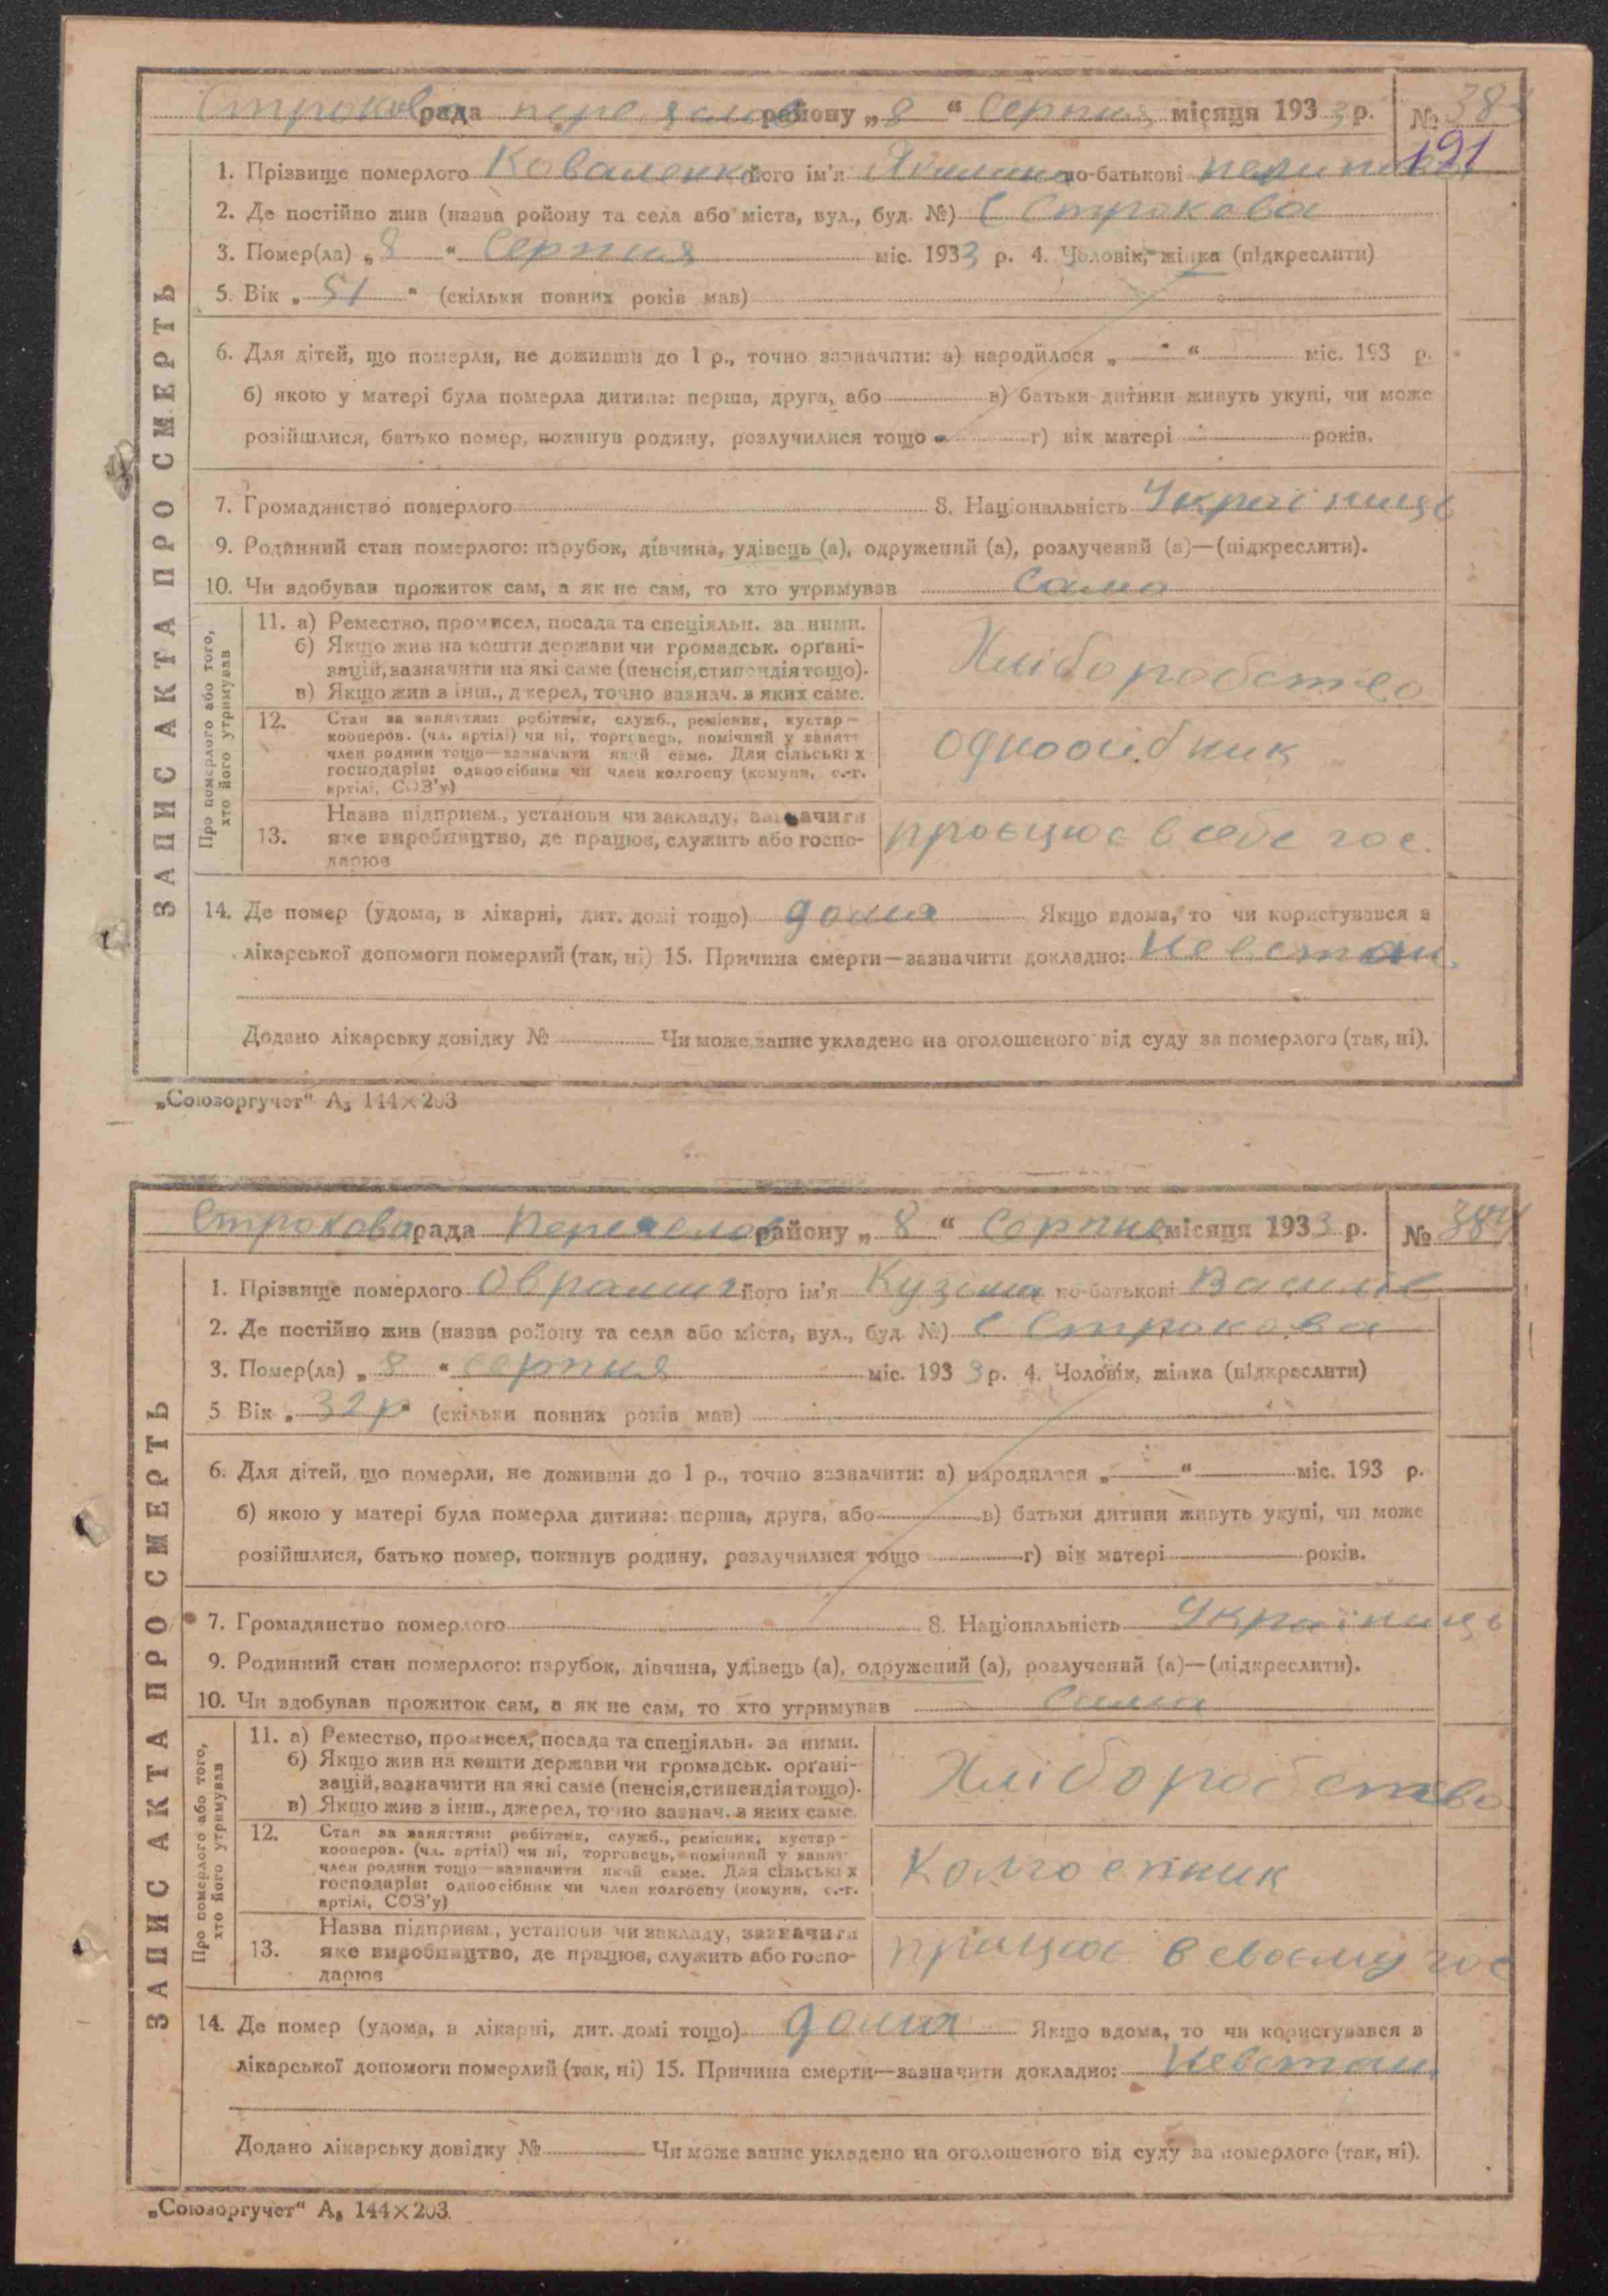 Строкова рада Переяслов району „8“ Серпня місяця 1933 р. № 383
121
1. Прізвище померлого Коваленко його ім'я по-батькові
2. Де постійно жив (назва ройону та села або міста, вул., буд. №) С Строкова
3. Помер(ла) „8“ Серпня міс. 1933 р. 4. Чоловік, жінка (підкреслити)
5. Вік „51“ (скільки повних років мав)
6. Для дітей, що померли, не доживши до 1 р., точно зазначити: а) народилося „ “ міс. 193 р.
б) якою у матері була померла дитина: перша, друга, або в) батьки дитини живуть укупі, чи може
розійшлися, батько помер, покинув родину, розлучилися тощо г) вік матері років.
7. Громадянство померлого 8. Національність Українць
9. Родинний стан померлого: парубок, дівчина, удівець (а), одружений (а), розлучений (а)—(підкреслити).
10. Чи здобував прожиток сам, а як не сам, то хто утримував Сама
ЗАПИС АКТА ПРО СМЕРТЬ
Про померлого або того, хто його утримував
11. а) Ремество, промисел, посада та спеціяльн. за ними.
б) Якщо жив на кошти держави чи громадськ. орґані-
зацій, зазначити на які саме (пенсія, стипендія тощо).
в) Якщо жив з інш., джерел, точно зазнач. з яких саме.
Хліборобство
12. Стан за заняттям: робітник, служб., ремісник, кустар—
кооперов. (чл. артілі) чи ні, торговець, помічний у занятт
член родини тощо—зазначити який саме. Для сільських
господарів: одноосібник чи член колгоспу (комуни, с.-г.
артілі, СОЗ'у)
одноосібник
13. Назва підприєм., установи чи закладу, зазначити
яке виробництво, де працює, служить або госпо-
дарює
працює в себе гос.
14. Де помер (удома, в лікарні, дит. домі тощо) дома Якщо вдома, то чи користувався з
лікарської допомоги померлий (так, ні) 15. Причина смерти—зазначити докладно: Невстан.
Додано лікарську довідку № Чи може запис укладено на оголошеного від суду за померлого (так, ні).
„Союзоргучет“ А₅ 144×203
Строкова рада Переяслов району „8“ Серпня місяця 1933 р. № 384
1. Прізвище померлого його ім'я Кузьма по-батькові Васильв
2. Де постійно жив (назва ройону та села або міста, вул., буд. №) С Строкова
3. Помер(ла) „8“ серпня міс. 1933 р. 4. Чоловік, жінка (підкреслити)
5 Вік „32р“ (скільки повних років мав)
6. Для дітей, що померли, не доживши до 1 р., точно зазначити: а) народилося „ “ міс. 193 р.
б) якою у матері була померла дитина: перша, друга, або в) батьки дитини живуть укупі, чи може
розійшлися, батько помер, покинув родину, розлучилися тощо г) вік матері років.
7. Громадянство померлого 8. Національність Українць
9. Родинний стан померлого: парубок, дівчина, удівець (а), одружений (а), розлучений (а)—(підкреслити).
10. Чи здобував прожиток сам, а як не сам, то хто утримував
ЗАПИС АКТА ПРО СМЕРТЬ
Про померлого або того, хто його утримував
11. а) Ремество, промисел, посада та спеціяльн. за ними.
б) Якщо жив на кошти держави чи громадськ. орґані-
зацій, зазначити на які саме (пенсія, стипендія тощо).
в) Якщо жив з інш., джерел, точно зазнач. з яких саме.
Хліборобство
12. Стан за заняттям: робітник, служб., ремісник, кустар—
кооперов. (чл. артілі) чи ні, торговець, помічний у занятт
член родини тощо—зазначити який саме. Для сільських
господарів: одноосібник чи член колгоспу (комуни, с.-г.
артілі, СОЗ'у)
Колгоспник
13. Назва підприєм., установи чи закладу, зазначити
яке виробництво, де працює, служить або госпо-
дарює
працює в своєму гос
14. Де помер (удома, в лікарні, дит. домі тощо) дома Якщо вдома, то чи користувався з
лікарської допомоги померлий (так, ні) 15. Причина смерти—зазначити докладно: Невстан.
Додано лікарську довідку № Чи може запис укладено на оголошеного від суду за померлого (так, ні).
„Союзоргучет“ А₅ 144×203.